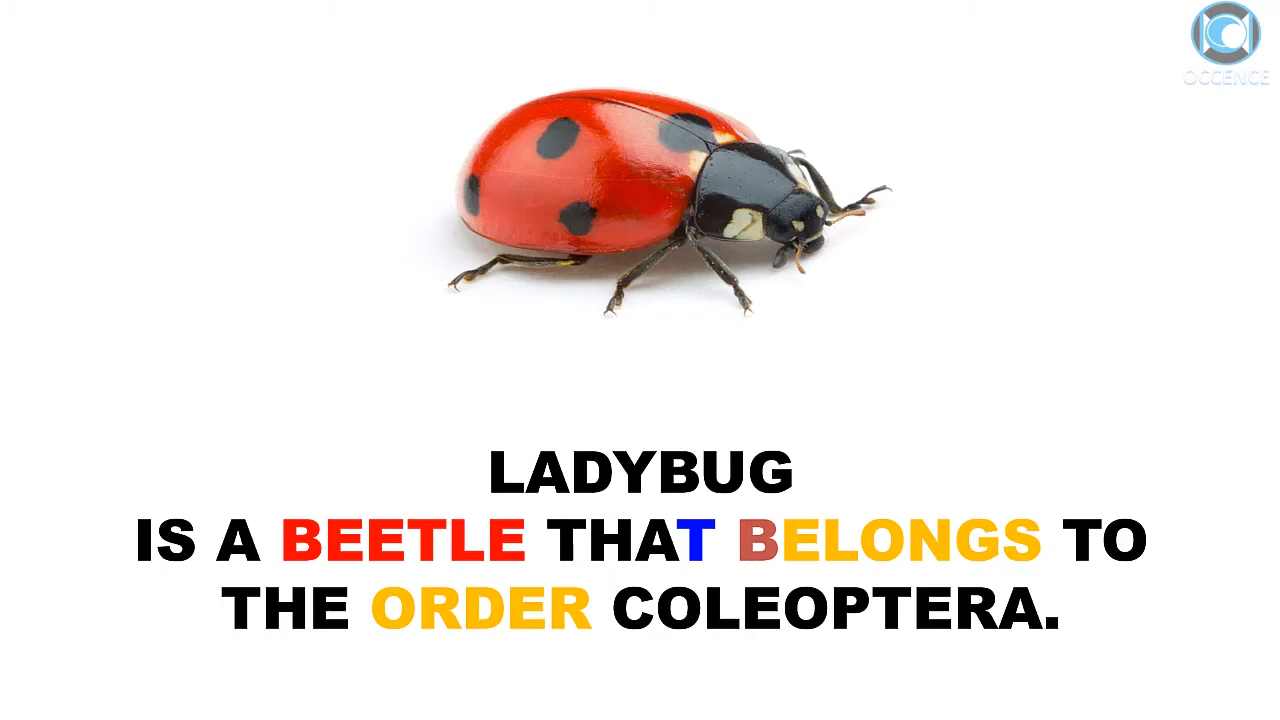 OCCENCE
LADYBUG
IS A BEETLE THAT BELONGS TO
THE ORDER COLEOPTERA.